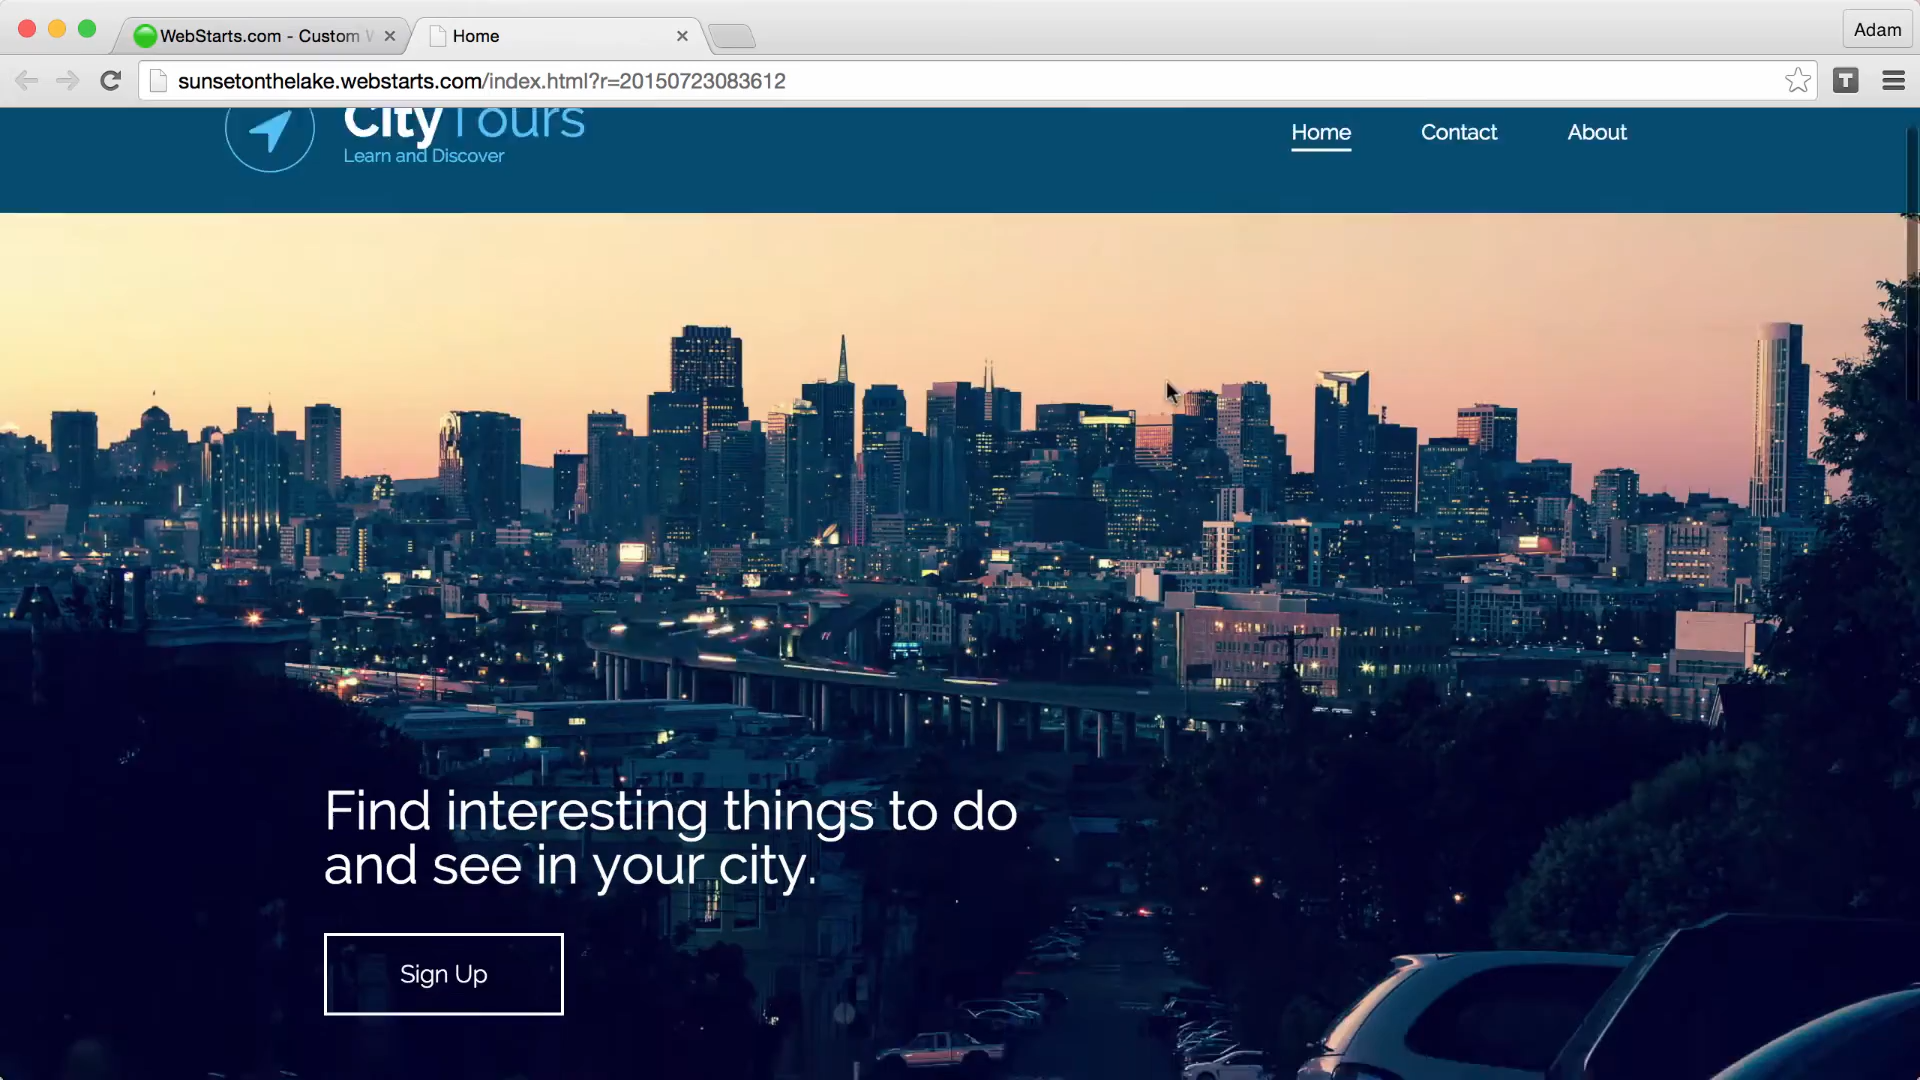 WebStarts.com - Custom W
Home
Adam
sunsetonthelake.webstarts.com/index.html?r=20150723083612
T
CityTours
Learn and Discover
Home
Contact
About
Find interesting things to do
and see in your city.
Sign Up